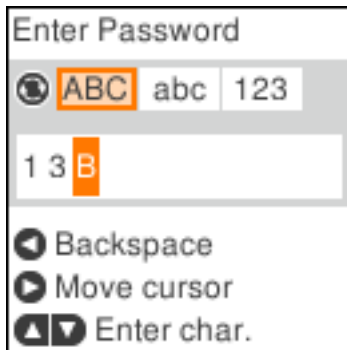 Enter Password
ABC abc 123
1 3 B
Backspace
Move cursor
Enter char.